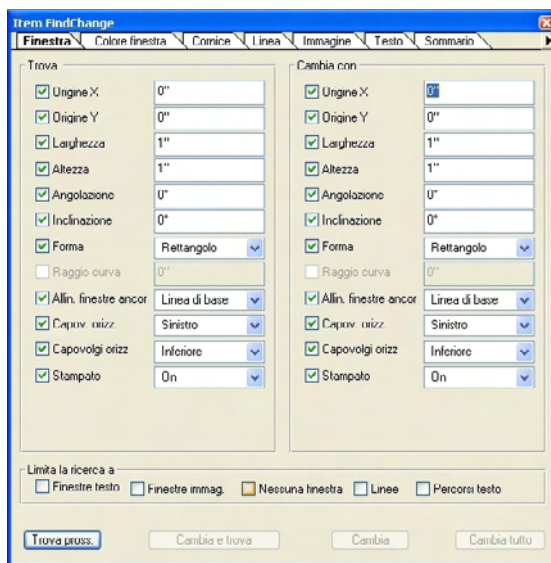 Item FindChange
Finestra Colore finestra Cornice Linea Immagine Testo Sommario
Trova
Origine X 0"
Origine Y 0"
Larghezza 1"
Altezza 1"
Angolazione 0°
Inclinazione 0°
Forma Rettangolo
Raggio curva 0"
Allin. finestre ancor Linea di base
Capov. orizz. Sinistro
Capovolgi orizz Inferiore
Stampato On
Cambia con
Origine X 0"
Origine Y 0"
Larghezza 1"
Altezza 1"
Angolazione 0°
Inclinazione 0°
Forma Rettangolo
Raggio curva 0"
Allin. finestre ancor Linea di base
Capov. orizz. Sinistro
Capovolgi orizz Inferiore
Stampato On
Limita la ricerca a
Finestre testo Finestre immag. Nessuna finestra Linee Percorsi testo
Trova pross. Cambia e trova Cambia Cambia tutto